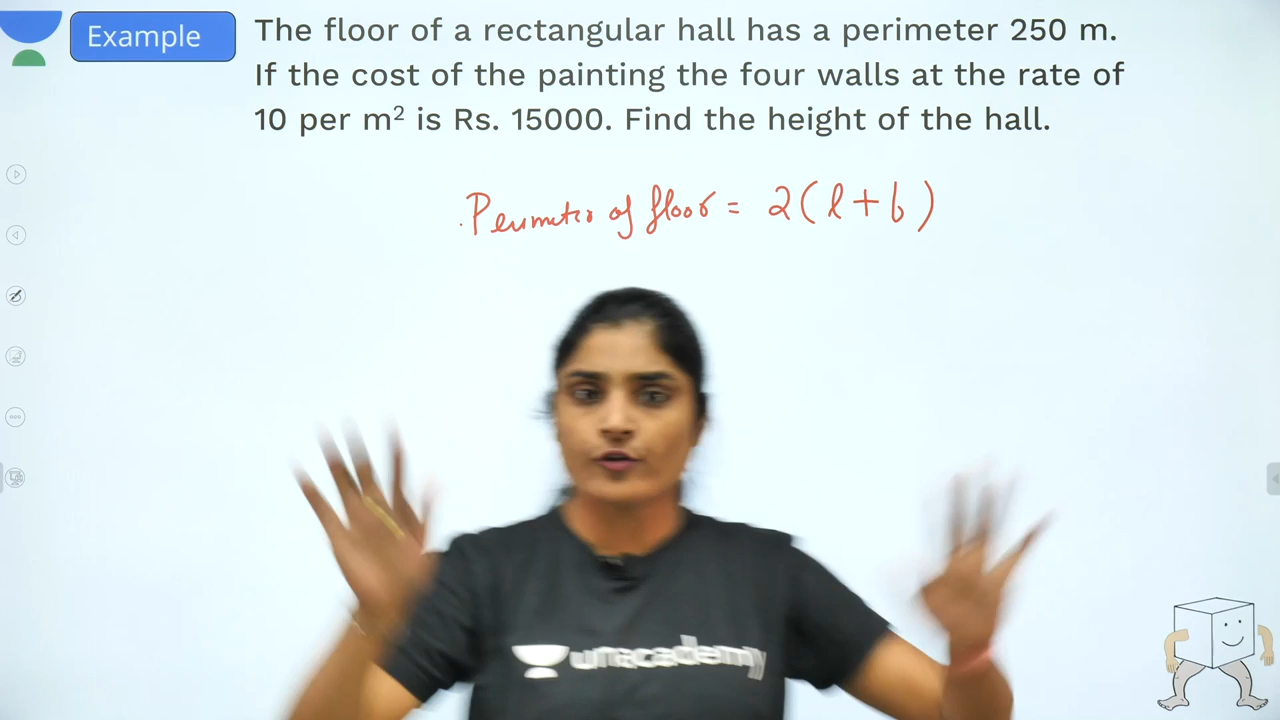 Example
The floor of a rectangular hall has a perimeter 250 m.
If the cost of the painting the four walls at the rate of
10 per m² is Rs. 15000. Find the height of the hall.
Perimeter of floor = 2(l+b)
unacademy